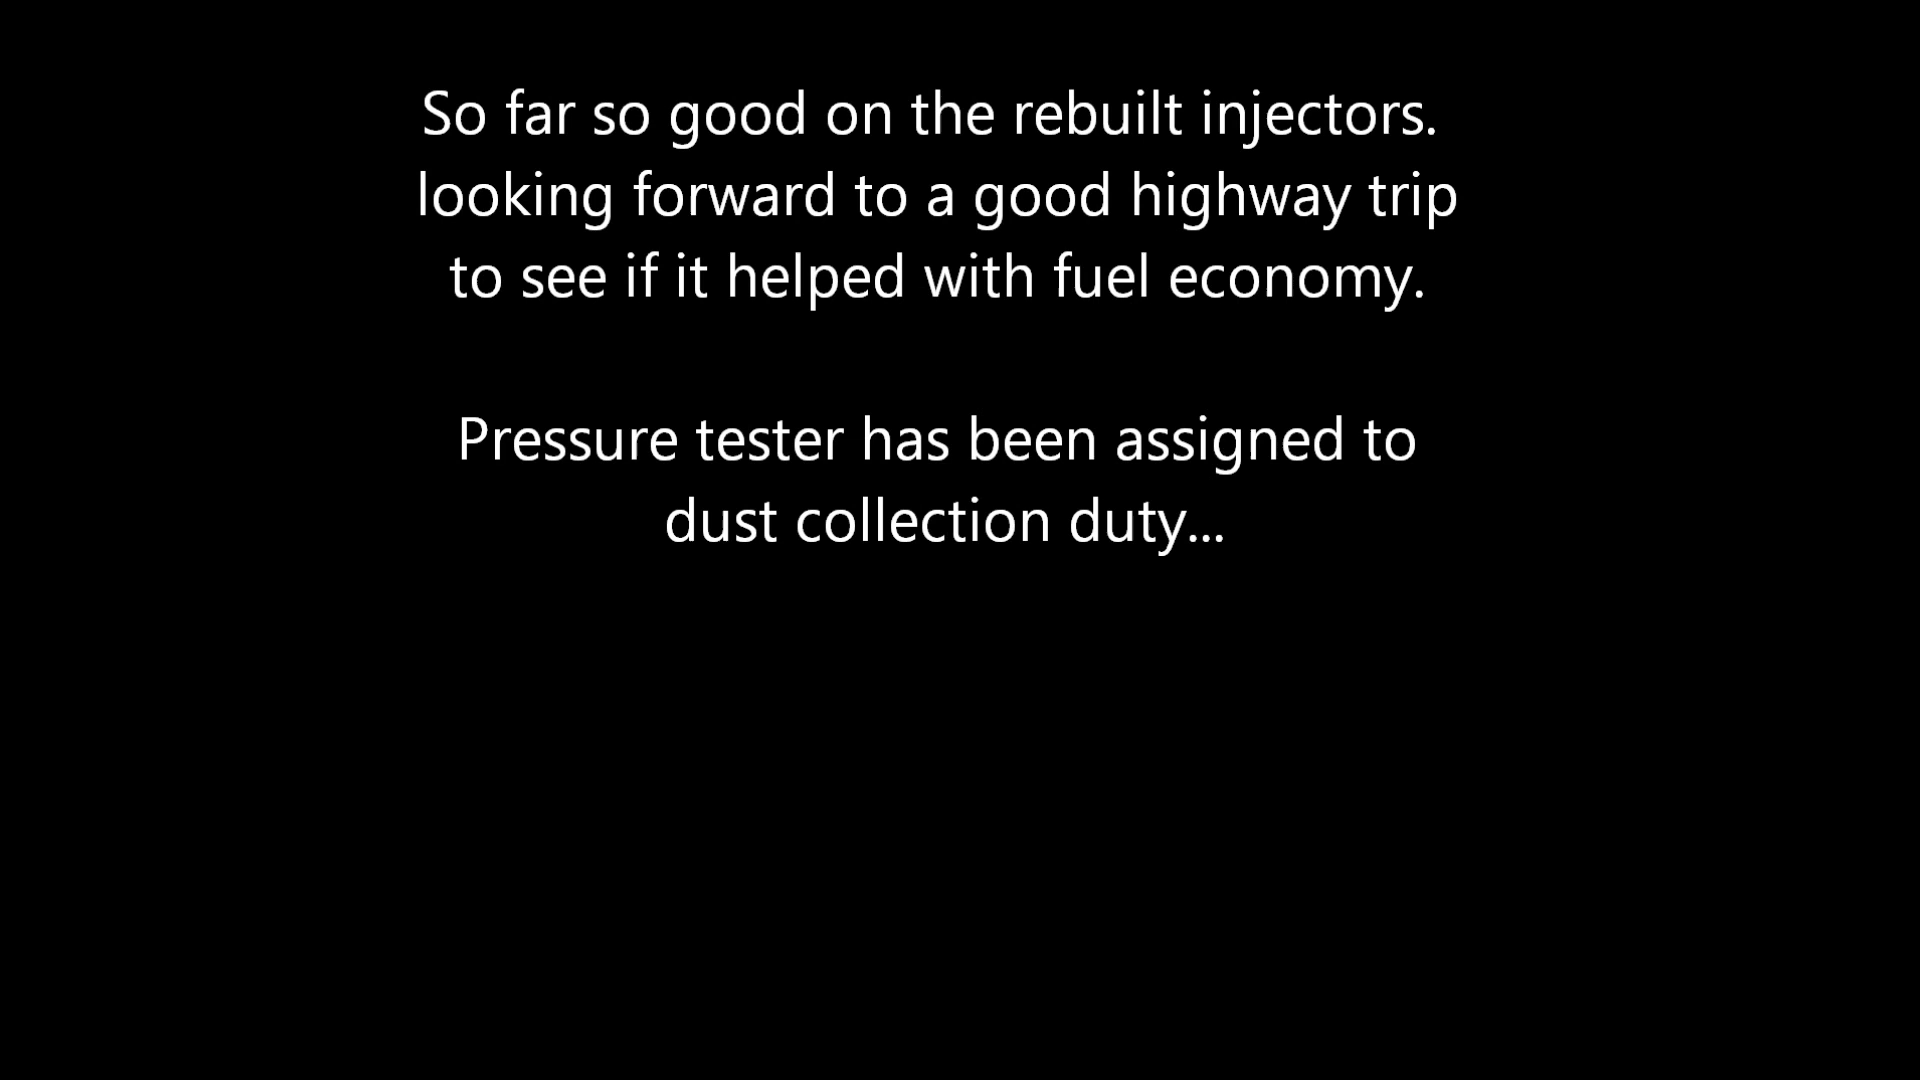 So far so good on the rebuilt injectors.
looking forward to a good highway trip
to see if it helped with fuel economy.
Pressure tester has been assigned to
dust collection duty...